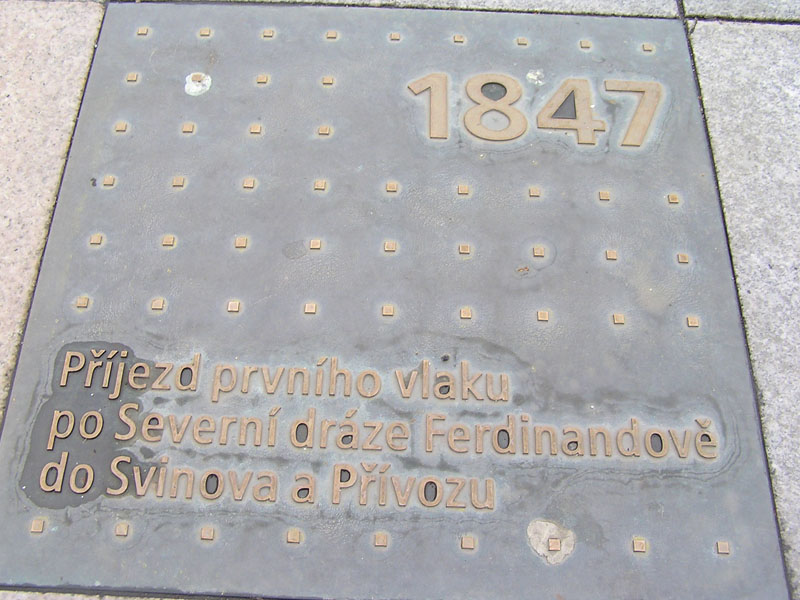 1847
Příjezd prvního vlaku
po Severní dráze Ferdinandově
do Svinova a Přívozu